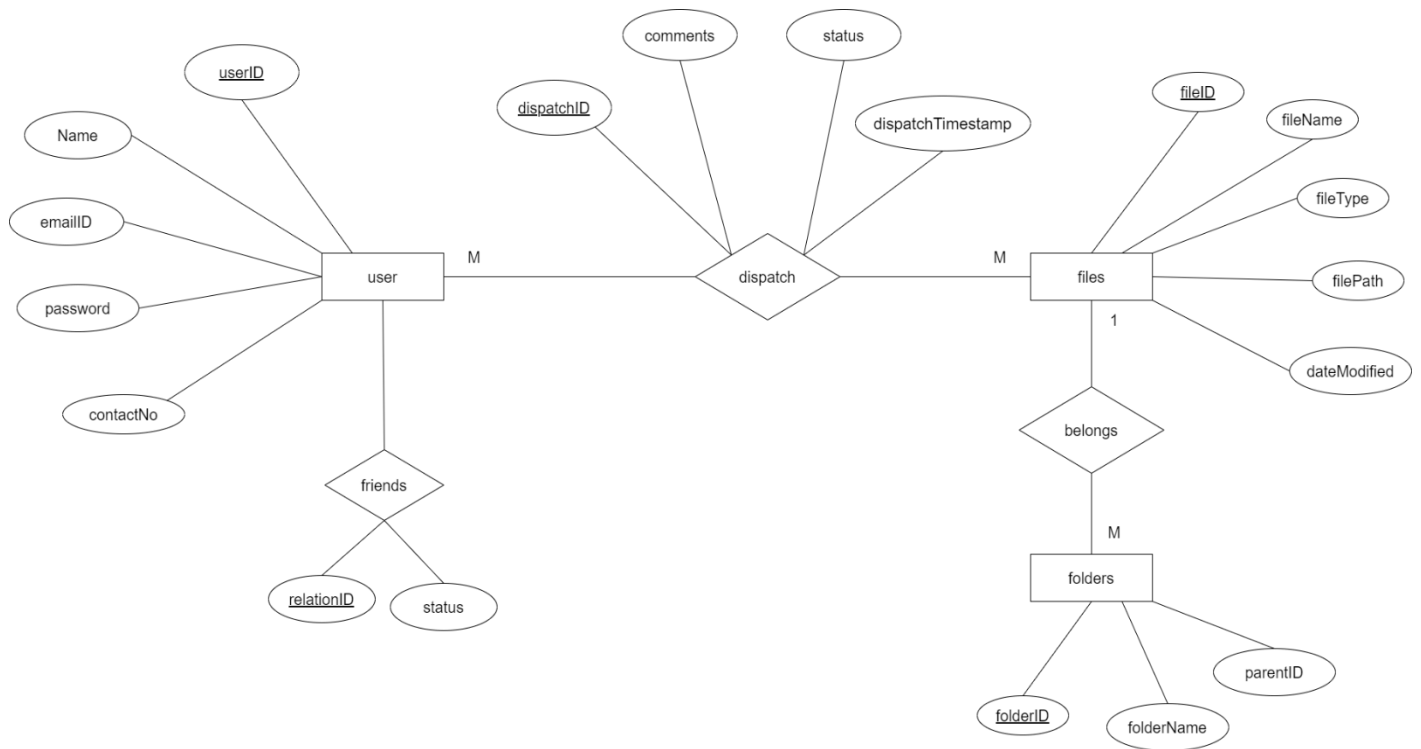 comments
status
userID
dispatchID
fileID
fileName
Name
dispatchTimestamp
fileType
emailID
M
M
user
dispatch
files
filePath
password
1
dateModified
contactNo
belongs
friends
M
folders
relationID
status
parentID
folderID
folderName